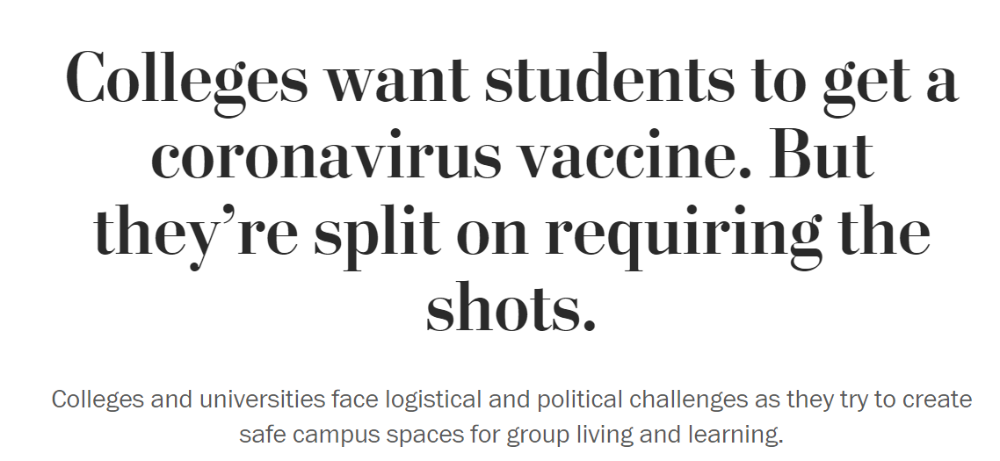 Colleges want students to get a
coronavirus vaccine. But
they’re split on requiring the
shots.
Colleges and universities face logistical and political challenges as they try to create
safe campus spaces for group living and learning.